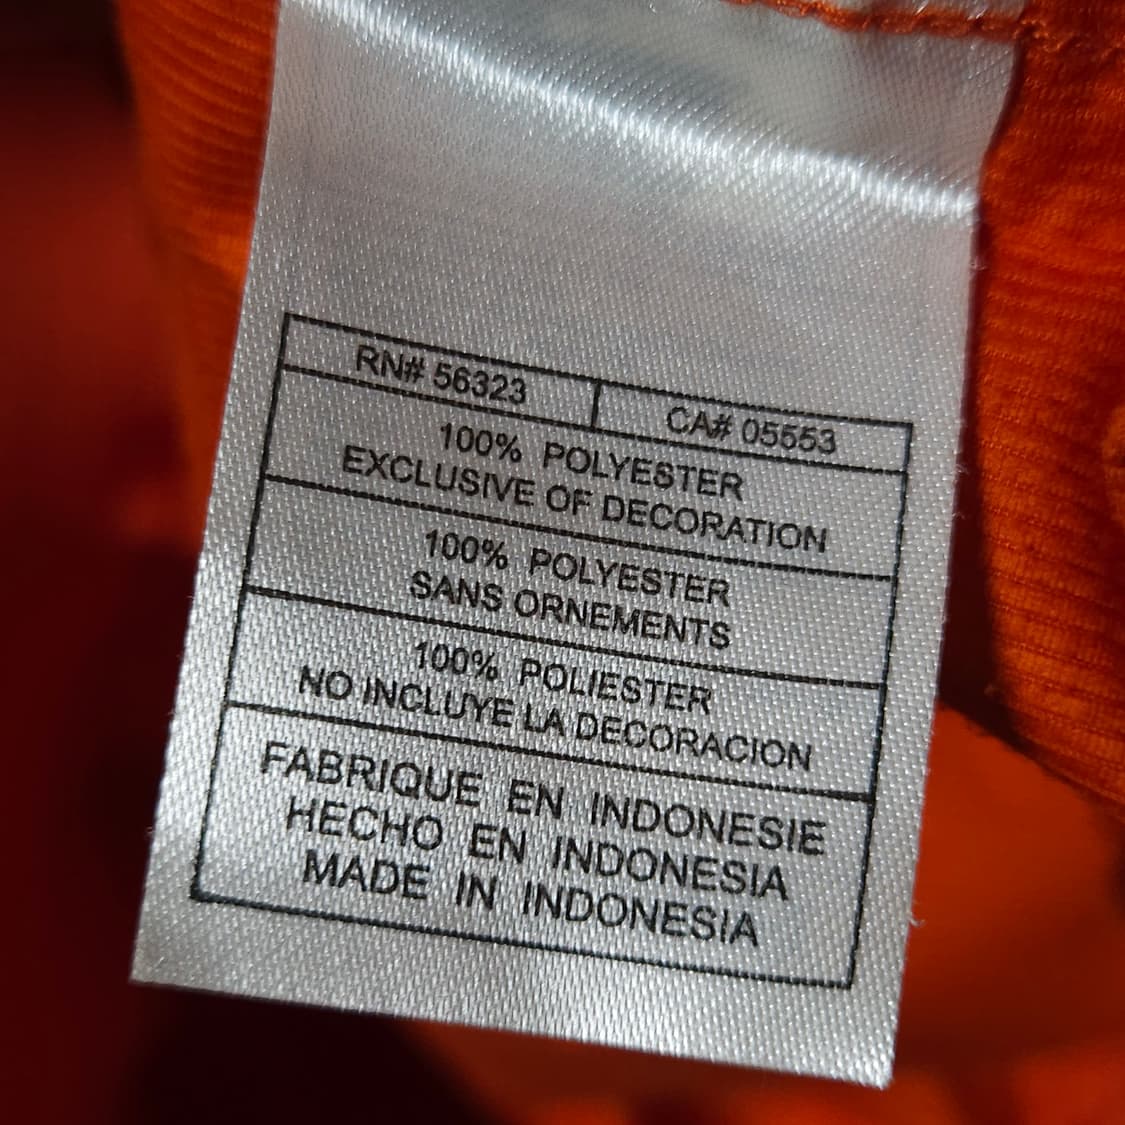 RN# 56323
CA# 05553
100% POLYESTER
EXCLUSIVE OF DECORATION
100% POLYESTER
SANS ORNEMENTS
100% POLIESTER
NO INCLUYE LA DECORACION
FABRIQUE EN INDONESIE
HECHO EN INDONESIA
MADE IN INDONESIA